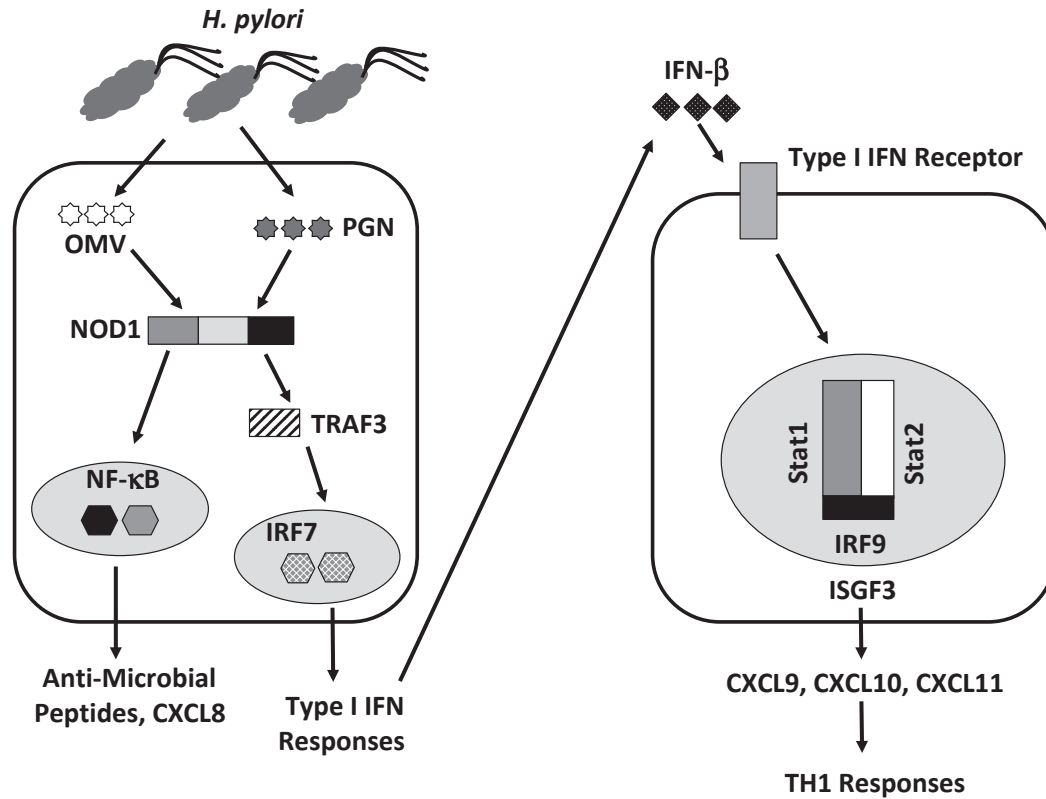 H. pylori
OMV
PGN
NOD1
TRAF3
NF-κB
IRF7
Anti-Microbial
Peptides, CXCL8
Type I IFN
Responses
IFN-β
Type I IFN Receptor
Stat1
Stat2
IRF9
ISGF3
CXCL9, CXCL10, CXCL11
TH1 Responses